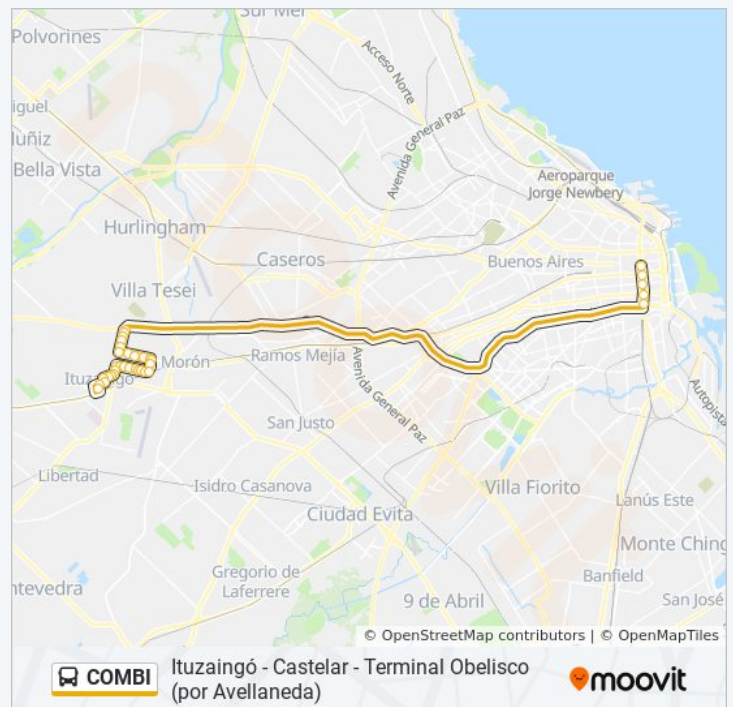 Sur Mer
Polvorines
Acceso Norte
iguel
Avenida General Paz
luñiz
Bella Vista
Aeroparque
Jorge Newbery
Hurlingham
Caseros
Buenos Aires
Villa Tesei
Morón
Ramos Mejía
Ituzaingó
Avenida General Paz
Autopista
San Justo
Libertad
Isidro Casanova
Villa Fiorito
Lanús Este
Ciudad Evita
Monte Ching
Gregorio de
Laferrere
Banfield
ntevedra
9 de Abril
San José
© OpenStreetMap contributors | © OpenMapTiles
COMBI
Ituzaingó - Castelar - Terminal Obelisco
(por Avellaneda)
moovit